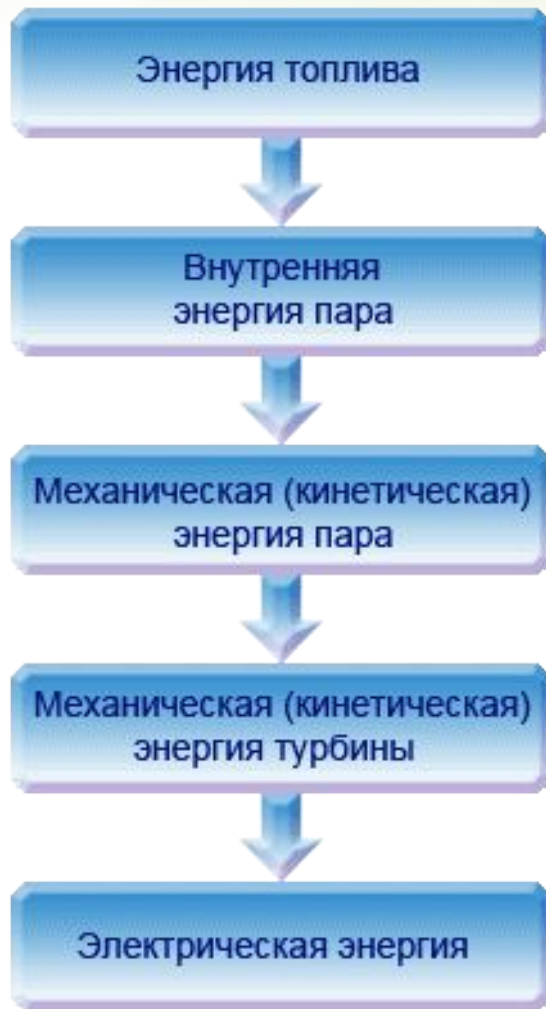 Энергия топлива
Внутренняя
энергия пара
Механическая (кинетическая)
энергия пара
Механическая (кинетическая)
энергия турбины
Электрическая энергия